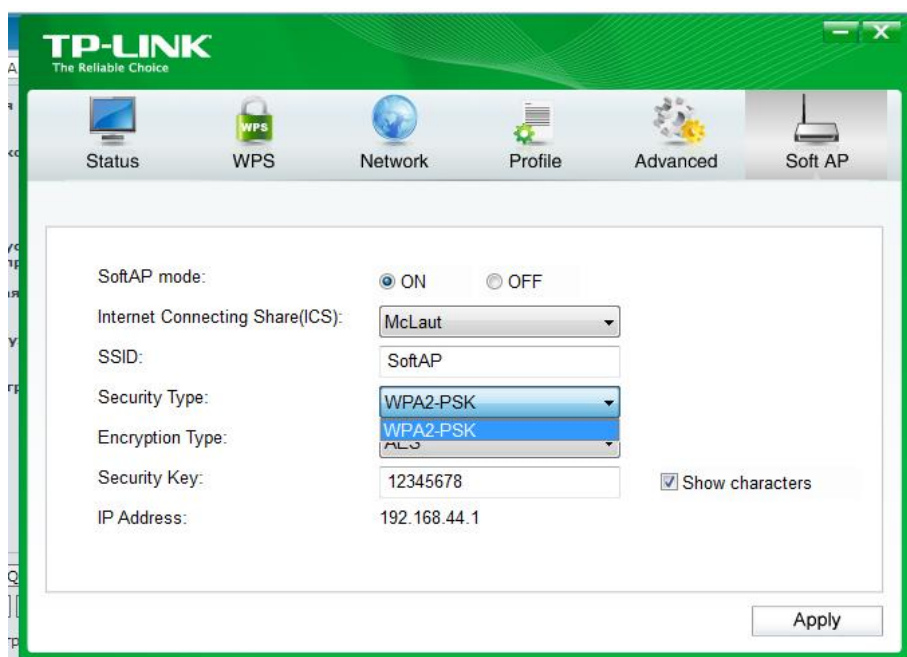 TP-LINK
The Reliable Choice
Status WPS Network Profile Advanced Soft AP
SoftAP mode: ON OFF
Internet Connecting Share(ICS): McLaut
SSID: SoftAP
Security Type: WPA2-PSK
WPA2-PSK
Encryption Type: AES
Security Key: 12345678 Show characters
IP Address: 192.168.44.1
Apply